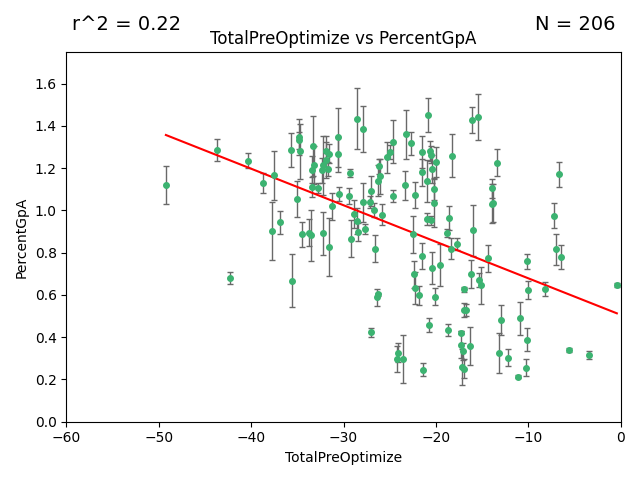 r^2 = 0.22
N = 206
TotalPreOptimize vs PercentGpA
PercentGpA
1.6
1.4
1.2
1.0
0.8
0.6
0.4
0.2
0.0
−60 −50 −40 −30 −20 −10 0
TotalPreOptimize